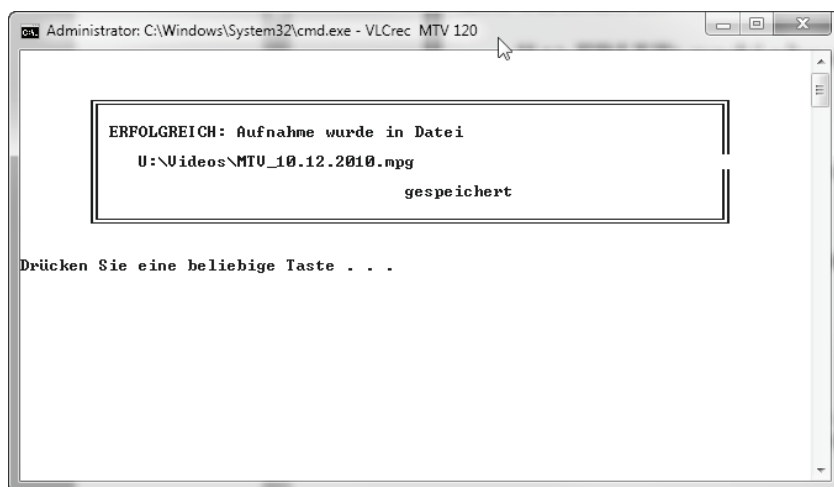 Administrator: C:\Windows\System32\cmd.exe - VLCrec MTV 120
ERFOLGREICH: Aufnahme wurde in Datei
U:\Videos\MTV_10.12.2010.mpg
gespeichert
Drücken Sie eine beliebige Taste . . .